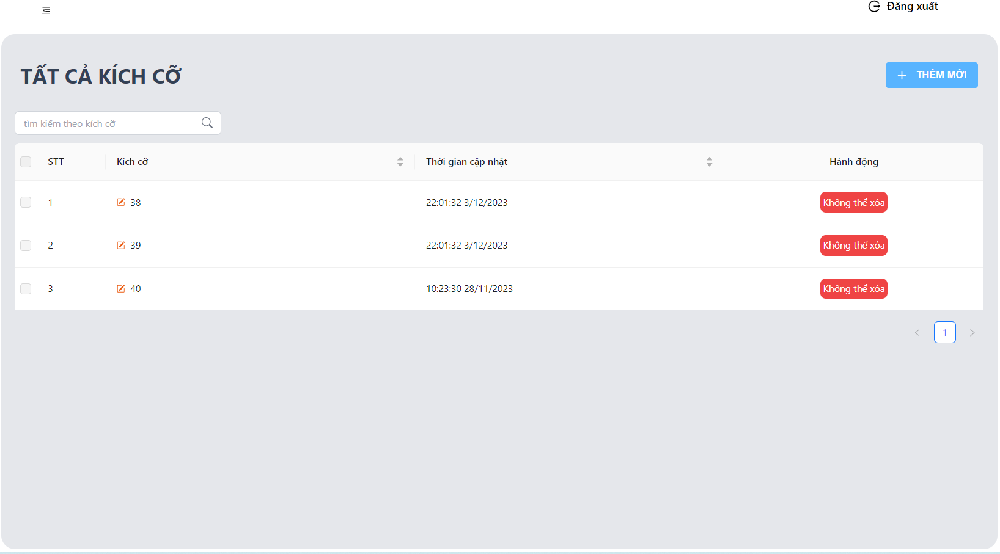 Đăng xuất
TẤT CẢ KÍCH CỠ
THÊM MỚI
tìm kiếm theo kích cỡ
STT Kích cỡ Thời gian cập nhật Hành động
1 38 22:01:32 3/12/2023 Không thể xóa
2 39 22:01:32 3/12/2023 Không thể xóa
3 40 10:23:30 28/11/2023 Không thể xóa
1